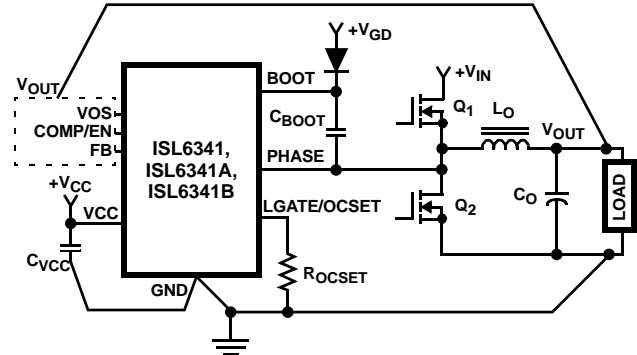 +VGD
VOUT
BOOT
+VIN
Q1
LO
VOUT
VOS
COMP/EN
FB
CBOOT
ISL6341,
ISL6341A,
ISL6341B
PHASE
+VCC
VCC
LGATE/OCSET
Q2
CO
LOAD
CVCC
GND
ROCSET